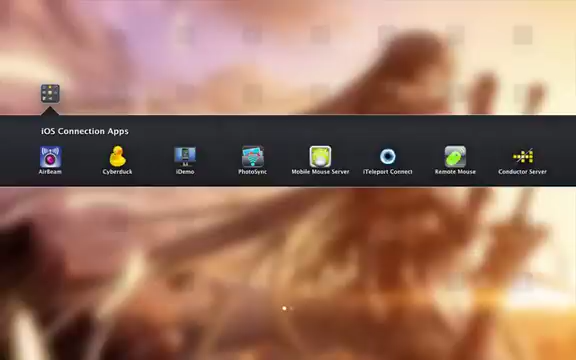 iOS Connection Apps
AirBeam Cyberduck iDemo PhotoSync Mobile Mouse Server iTeleport Connect Remote Mouse Conductor Server